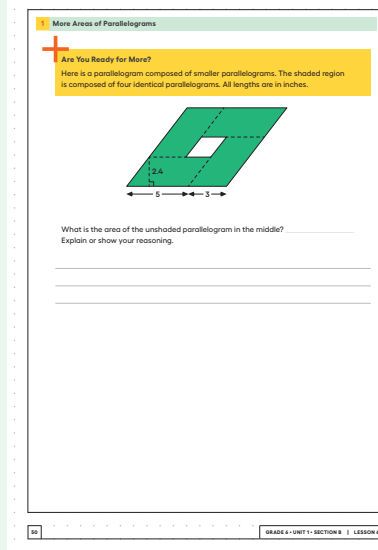 1 More Areas of Parallelograms
Are You Ready for More?
Here is a parallelogram composed of smaller parallelograms. The shaded region
is composed of four identical parallelograms. All lengths are in inches.
2.4
5 3
What is the area of the unshaded parallelogram in the middle?
Explain or show your reasoning.
50 GRADE 6 • UNIT 1 • SECTION B | LESSON 6